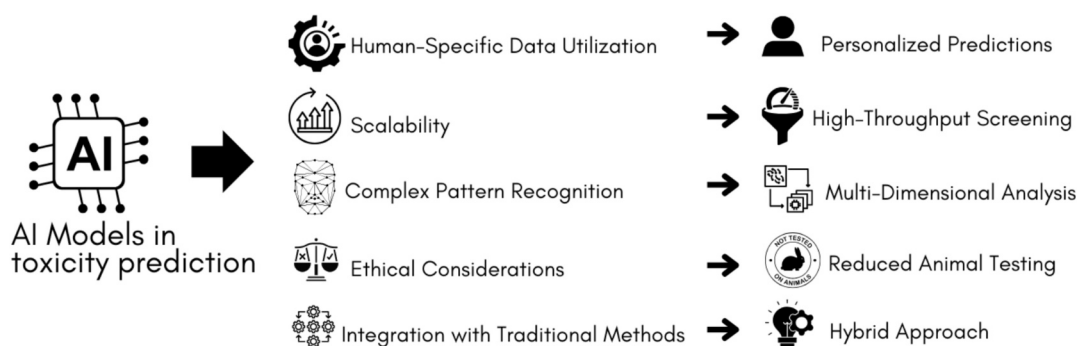 AI
AI Models in
toxicity prediction
Human-Specific Data Utilization
Personalized Predictions
Scalability
High-Throughput Screening
Complex Pattern Recognition
Multi-Dimensional Analysis
Ethical Considerations
NOT TESTED
ON ANIMALS
Reduced Animal Testing
Integration with Traditional Methods
Hybrid Approach